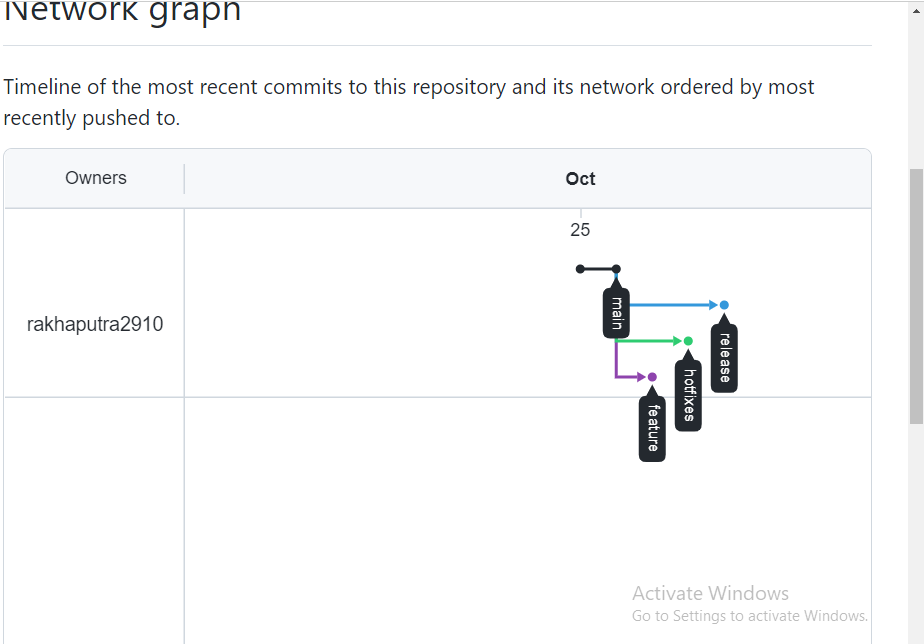 Network graph
Timeline of the most recent commits to this repository and its network ordered by most
recently pushed to.
Owners
Oct
25
rakhaputra2910
main
release
hotfixes
feature
Activate Windows
Go to Settings to activate Windows.